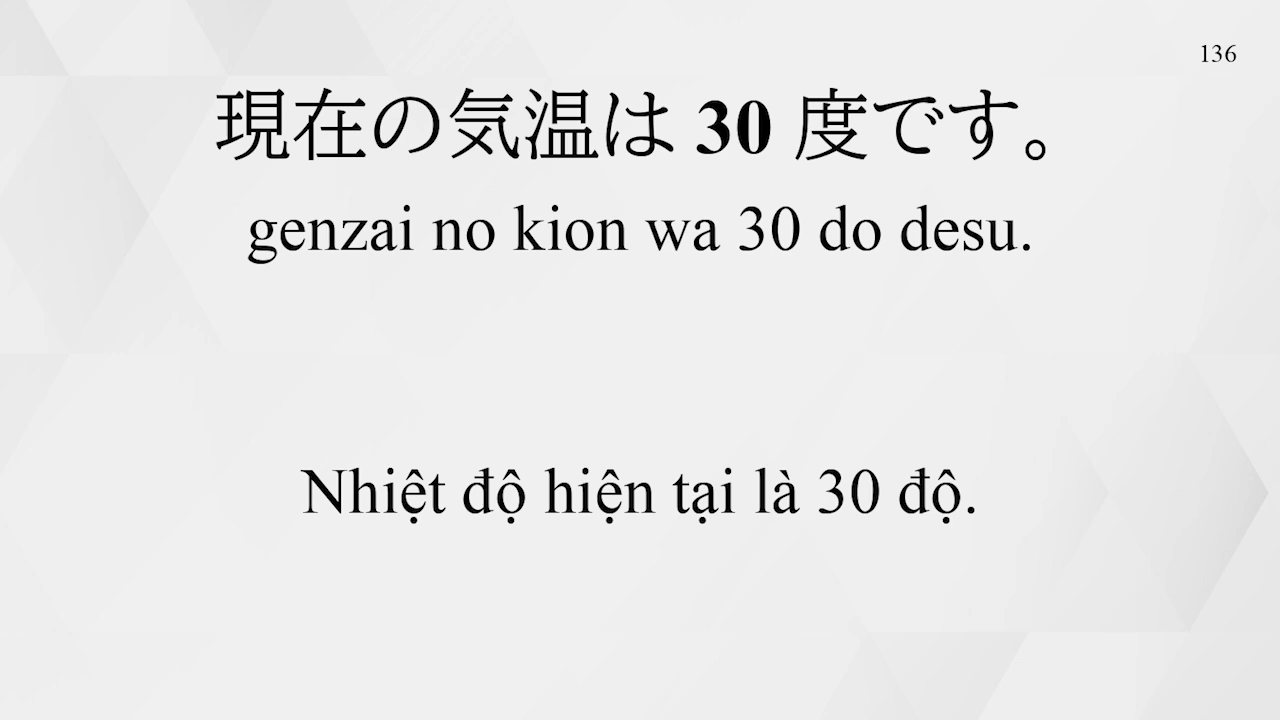 136
現在の気温は 30 度です。
genzai no kion wa 30 do desu.
Nhiệt độ hiện tại là 30 độ.